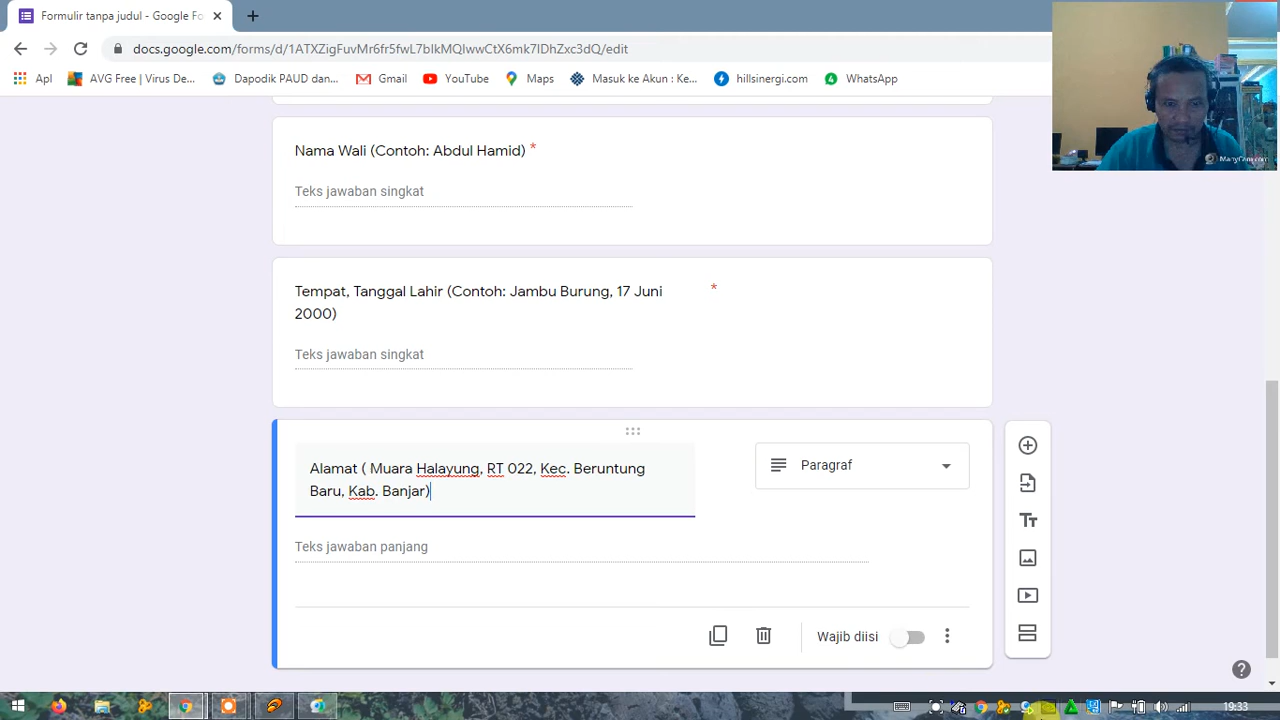 Formulir tanpa judul - Google Fo
docs.google.com/forms/d/1ATXZigFuvMr6fr5fwL7blkMQlwwCtX6mk7lDhZxc3dQ/edit
Apl
AVG Free | Virus De...
Dapodik PAUD dan...
Gmail
YouTube
Maps
Masuk ke Akun : Ke...
hillsinergi.com
WhatsApp
ManyCam.com
Nama Wali (Contoh: Abdul Hamid) *
Teks jawaban singkat
Tempat, Tanggal Lahir (Contoh: Jambu Burung, 17 Juni
2000)
*
Teks jawaban singkat
Alamat ( Muara Halayung, RT 022, Kec. Beruntung
Baru, Kab. Banjar)
Paragraf
Teks jawaban panjang
Wajib diisi
19:33